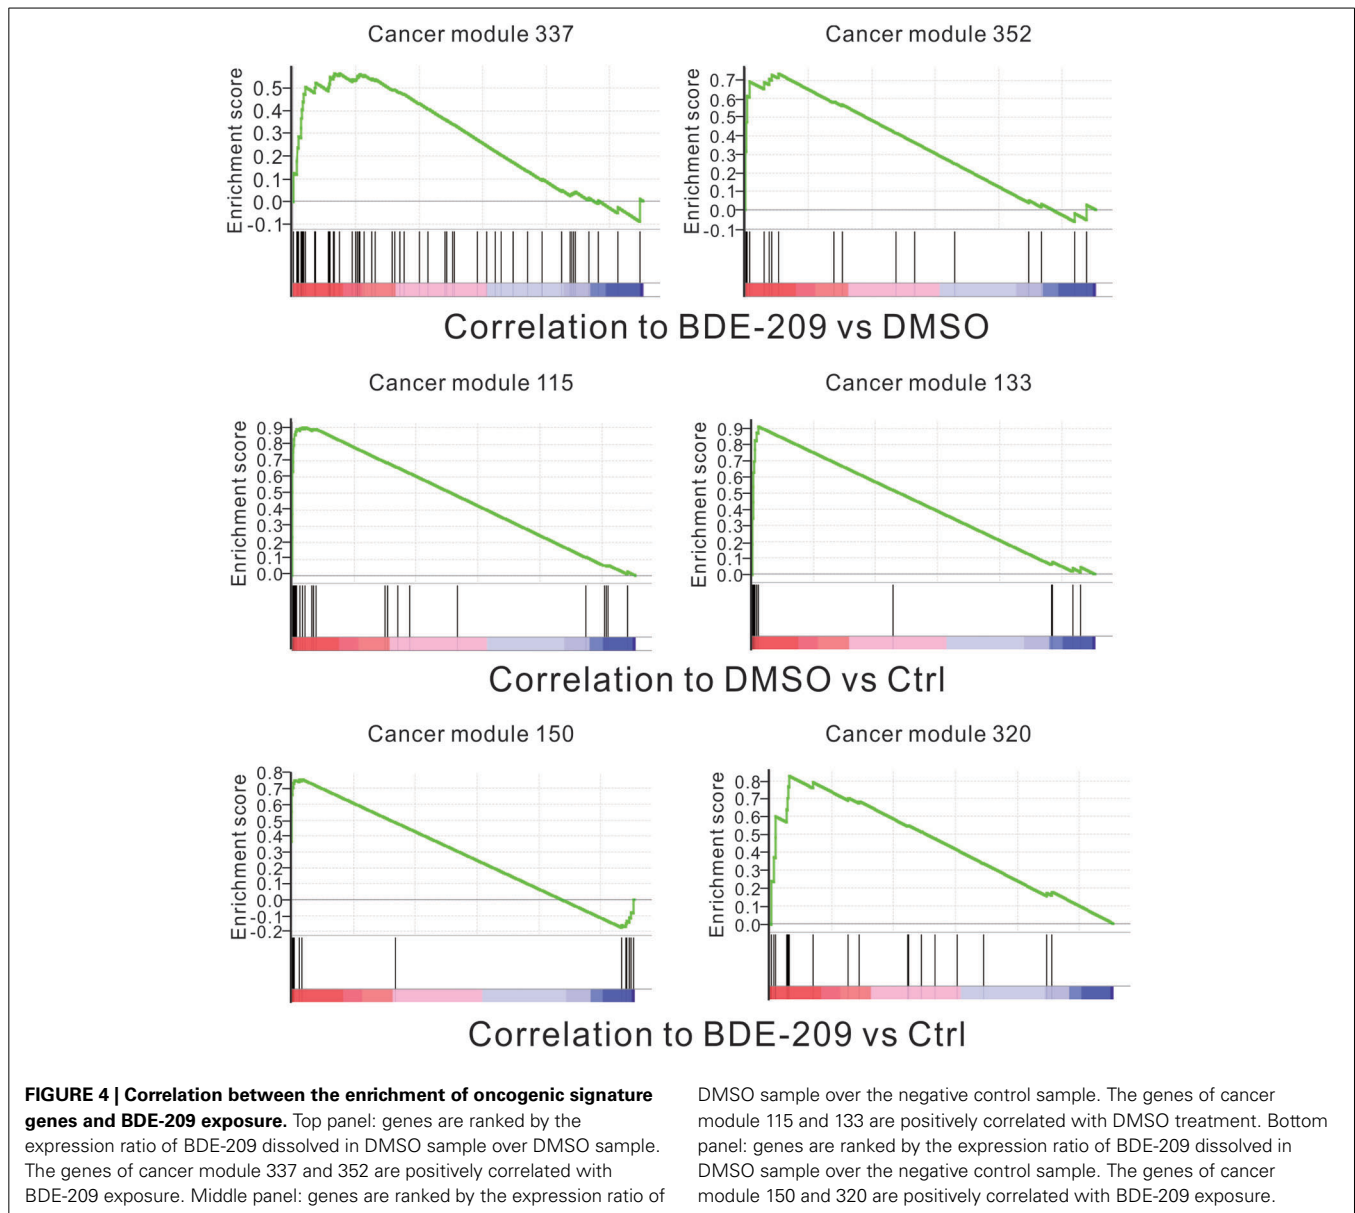 Cancer module 337
Enrichment score
0.5
0.4
0.3
0.2
0.1
0.0
-0.1
Cancer module 352
Enrichment score
0.7
0.6
0.5
0.4
0.3
0.2
0.1
0.0
-0.1
Correlation to BDE-209 vs DMSO
Cancer module 115
Enrichment score
0.9
0.8
0.7
0.6
0.5
0.4
0.3
0.2
0.1
0.0
Cancer module 133
Enrichment score
0.9
0.8
0.7
0.6
0.5
0.4
0.3
0.2
0.1
0.0
Correlation to DMSO vs Ctrl
Cancer module 150
Enrichment score
0.8
0.7
0.6
0.5
0.4
0.3
0.2
0.1
0.0
-0.1
-0.2
Cancer module 320
Enrichment score
0.8
0.7
0.6
0.5
0.4
0.3
0.2
0.1
0.0
Correlation to BDE-209 vs Ctrl
FIGURE 4 | Correlation between the enrichment of oncogenic signature
genes and BDE-209 exposure. Top panel: genes are ranked by the
expression ratio of BDE-209 dissolved in DMSO sample over DMSO sample.
The genes of cancer module 337 and 352 are positively correlated with
BDE-209 exposure. Middle panel: genes are ranked by the expression ratio of
DMSO sample over the negative control sample. The genes of cancer
module 115 and 133 are positively correlated with DMSO treatment. Bottom
panel: genes are ranked by the expression ratio of BDE-209 dissolved in
DMSO sample over the negative control sample. The genes of cancer
module 150 and 320 are positively correlated with BDE-209 exposure.